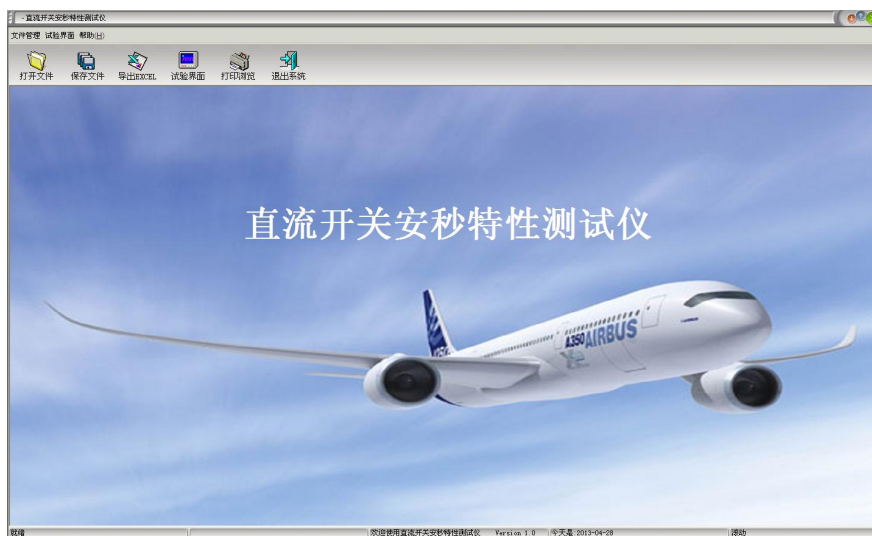 - 直流开关安秒特性测试仪
文件管理 试验界面 帮助(H)
打开文件 保存文件 导出EXCEL 试验界面 打印浏览 退出系统
直流开关安秒特性测试仪
A350 AIRBUS
就绪 欢迎使用直流开关安秒特性测试仪 Version 1.0 今天是 2013-04-28 滚动